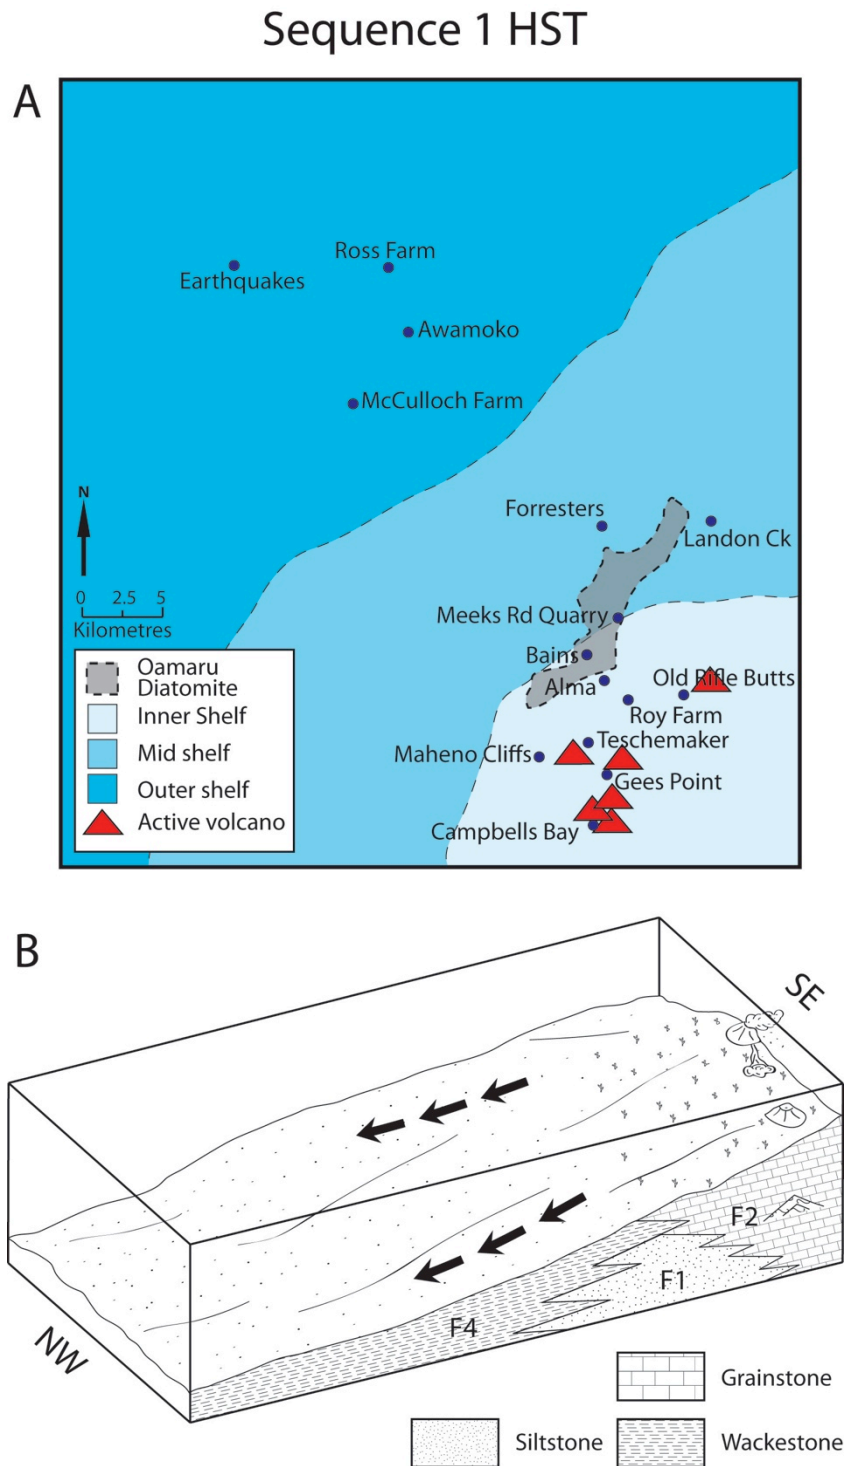 Sequence 1 HST
A
Ross Farm
Earthquakes
Awamoko
McCulloch Farm
N
0 2.5 5
Kilometres
Forresters
Landon Ck
Meeks Rd Quarry
Bains
Alma
Old Rifle Butts
Roy Farm
Teschemaker
Maheno Cliffs
Gees Point
Campbells Bay
Oamaru
Diatomite
Inner Shelf
Mid shelf
Outer shelf
Active volcano
B
SE
NW
F2
F1
F4
Grainstone
Siltstone
Wackestone